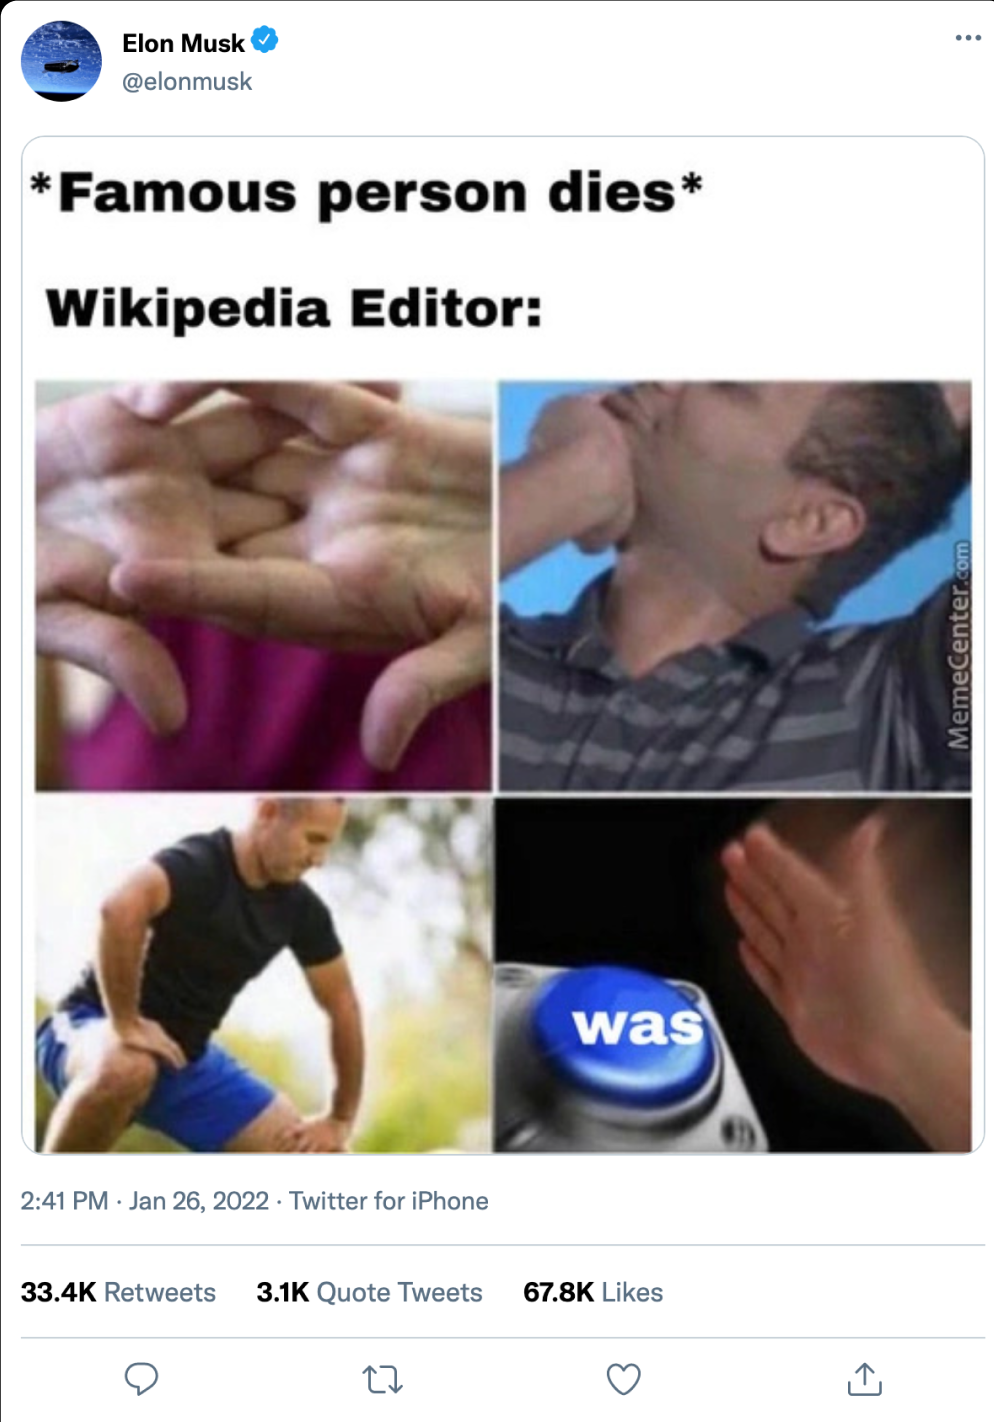 Elon Musk
@elonmusk
*Famous person dies*
Wikipedia Editor:
MemeCenter.com
was
2:41 PM · Jan 26, 2022 · Twitter for iPhone
33.4K Retweets 3.1K Quote Tweets 67.8K Likes